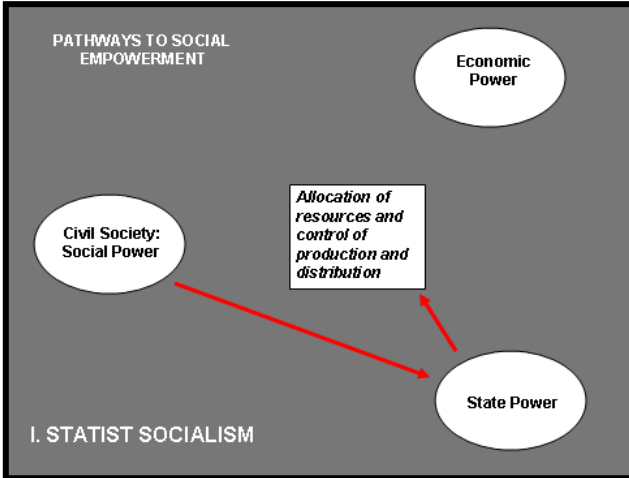 PATHWAYS TO SOCIAL
EMPOWERMENT
Economic
Power
Allocation of
resources and
control of
production and
distribution
Civil Society:
Social Power
State Power
I. STATIST SOCIALISM